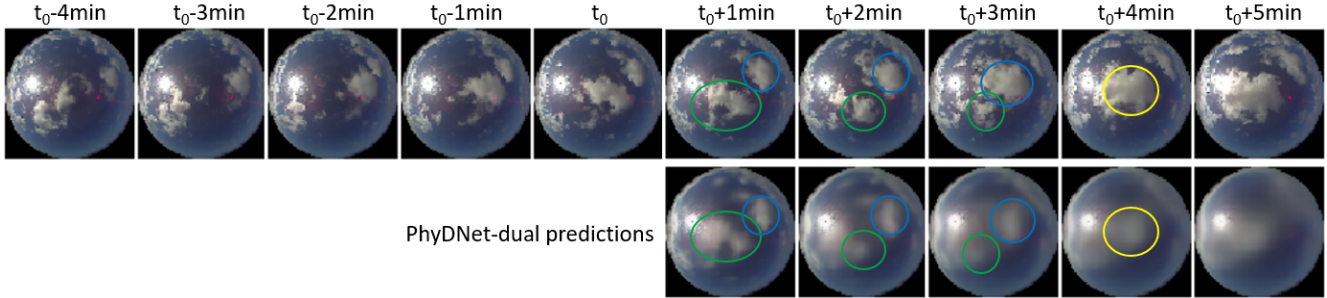 t0-4min t0-3min t0-2min t0-1min t0 t0+1min t0+2min t0+3min t0+4min t0+5min
PhyDNet-dual predictions